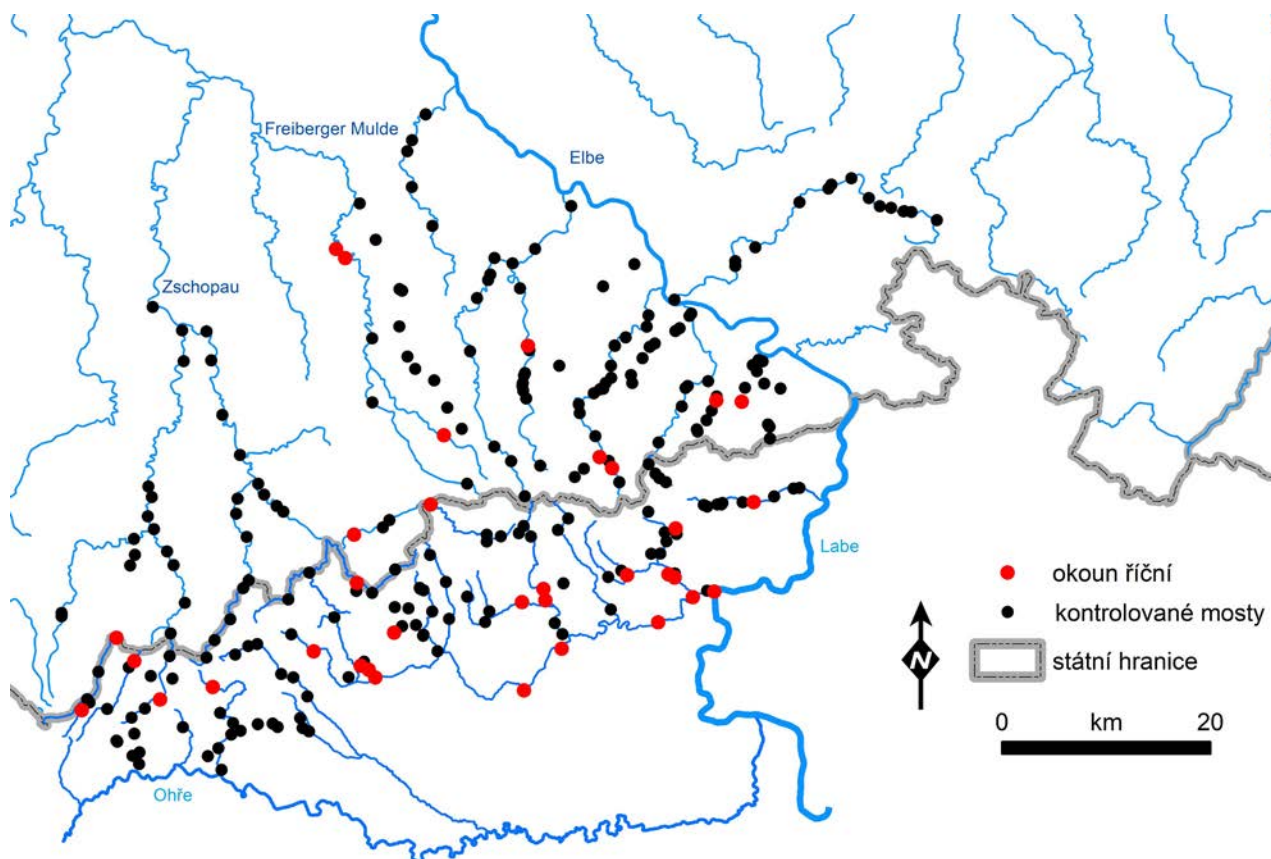 Freiberger Mulde
Elbe
Zschopau
Labe
okoun říční
kontrolované mosty
N
státní hranice
0 km 20
Ohře